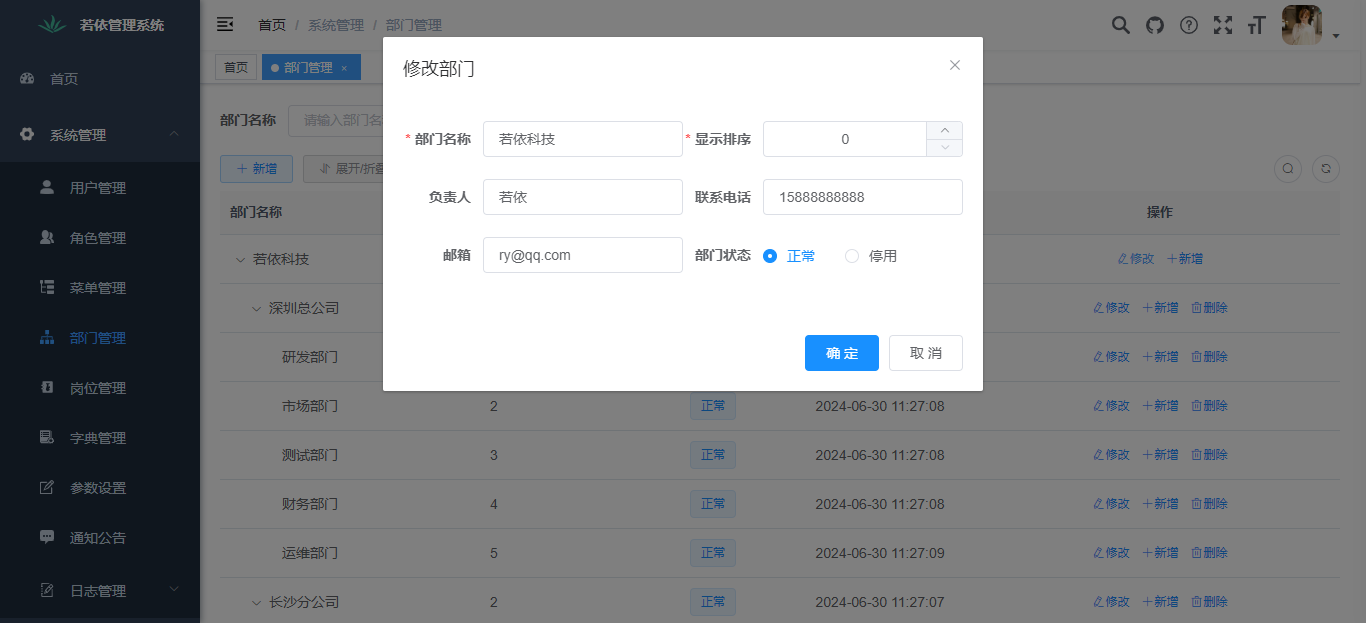 若依管理系统
首页 / 系统管理 / 部门管理
首页
部门管理 ×
首页
系统管理
用户管理
角色管理
菜单管理
部门管理
岗位管理
字典管理
参数设置
通知公告
日志管理
部门名称 请输入部门名
+ 新增 展开/折叠
部门名称 操作
若依科技 修改 +新增
深圳总公司 修改 +新增 删除
研发部门 修改 +新增 删除
市场部门 2 正常 2024-06-30 11:27:08 修改 +新增 删除
测试部门 3 正常 2024-06-30 11:27:08 修改 +新增 删除
财务部门 4 正常 2024-06-30 11:27:08 修改 +新增 删除
运维部门 5 正常 2024-06-30 11:27:09 修改 +新增 删除
长沙分公司 2 正常 2024-06-30 11:27:07 修改 +新增 删除
修改部门
* 部门名称 若依科技 * 显示排序 0
负责人 若依 联系电话 15888888888
邮箱 ry@qq.com 部门状态 正常 停用
确 定 取 消